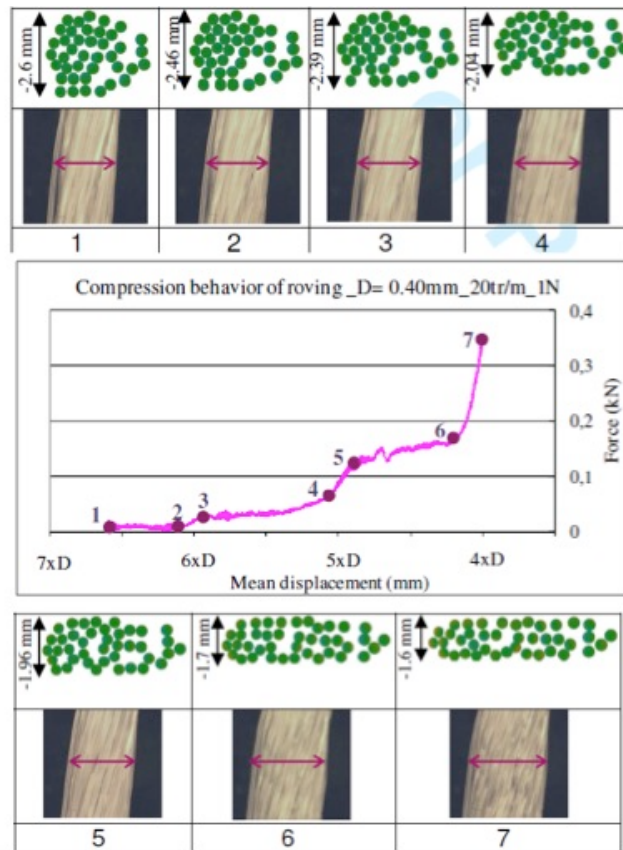 -2.6 mm
-2.46 mm
-2.39 mm
-2.04 mm
1 2 3 4
Compression behavior of roving _D= 0.40mm_20tr/m_1N
0,4
0,3
0,2
0,1
0
Force (kN)
1 2 3 4 5 6 7
7xD 6xD 5xD 4xD
Mean displacement (mm)
-1.96 mm
-1.7 mm
-1.6 mm
5 6 7